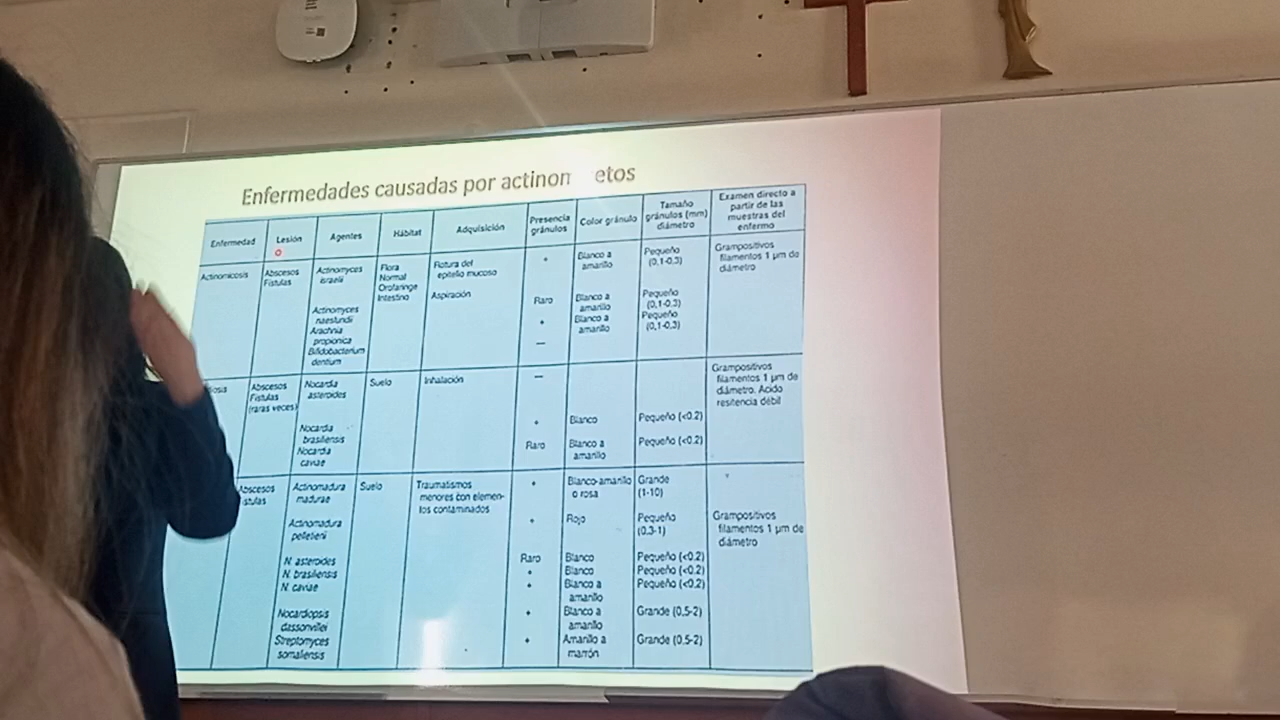 Enfermedades causadas por actinom etos
Enfermedad
Lesión
Agentes
Hábitat
Adquisición
Presencia
gránulos
Color gránulo
Tamaño
gránulos (mm)
diámetro
Examen directo a
partir de las
muestras del
enfermo
Actinomicosis
Abscesos
Fístulas
Actinomyces
israelii
Actinomyces
naeslundii
Arachnia
propionica
Bifidobacterium
dentium
Flora
Normal
Orofaringe
Intestino
Rotura del
epitelio mucoso
Aspiración
+
Raro
+
—
Blanco a
amarillo
Blanco a
amarillo
Blanco a
amarillo
Pequeño
(0,1-0,3)
Pequeño
(0,1-0,3)
Pequeño
(0,1-0,3)
Grampositivos
filamentos 1 µm de
diámetro
Abscesos
Fístulas
(raras veces)
Nocardia
asteroides
Nocardia
brasiliensis
Nocardia
caviae
Suelo
Inhalación
—
+
Raro
Blanco
Blanco a
amarillo
Pequeño (<0.2)
Pequeño (<0.2)
Grampositivos
filamentos 1 µm de
diámetro. Acido
resitencia débil
Abscesos
Actinomadura
madurae
Actinomadura
pelletieri
N. asteroides
N. brasiliensis
N. caviae
Nocardiopsis
dassonvillei
Streptomyces
somaliensis
Suelo
Traumatismos
menores con elemen-
tos contaminados
+
+
Raro
+
+
+
+
Blanco-amarillo
o rosa
Rojo
Blanco
Blanco
Blanco a
amarillo
Blanco a
amarillo
Amarillo a
marrón
Grande
(1-10)
Pequeño
(0.3-1)
Pequeño (<0.2)
Pequeño (<0.2)
Pequeño (<0.2)
Grande (0.5-2)
Grande (0.5-2)
Grampositivos
filamentos 1 µm de
diámetro